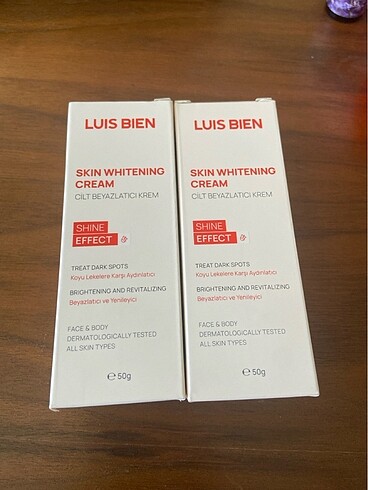 LUIS BIEN
SKIN WHITENING
CREAM
CİLT BEYAZLATICI KREM
SHINE
EFFECT
TREAT DARK SPOTS
Koyu Lekelere Karşı Aydınlatıcı
BRIGHTENING AND REVITALIZING
Beyazlatıcı ve Yenileyici
FACE & BODY
DERMATOLOGICALLY TESTED
ALL SKIN TYPES
℮ 50g
LUIS BIEN
SKIN WHITENING
CREAM
CİLT BEYAZLATICI KREM
SHINE
EFFECT
TREAT DARK SPOTS
Koyu Lekelere Karşı Aydınlatıcı
BRIGHTENING AND REVITALIZING
Beyazlatıcı ve Yenileyici
FACE & BODY
DERMATOLOGICALLY TESTED
ALL SKIN TYPES
℮ 50g